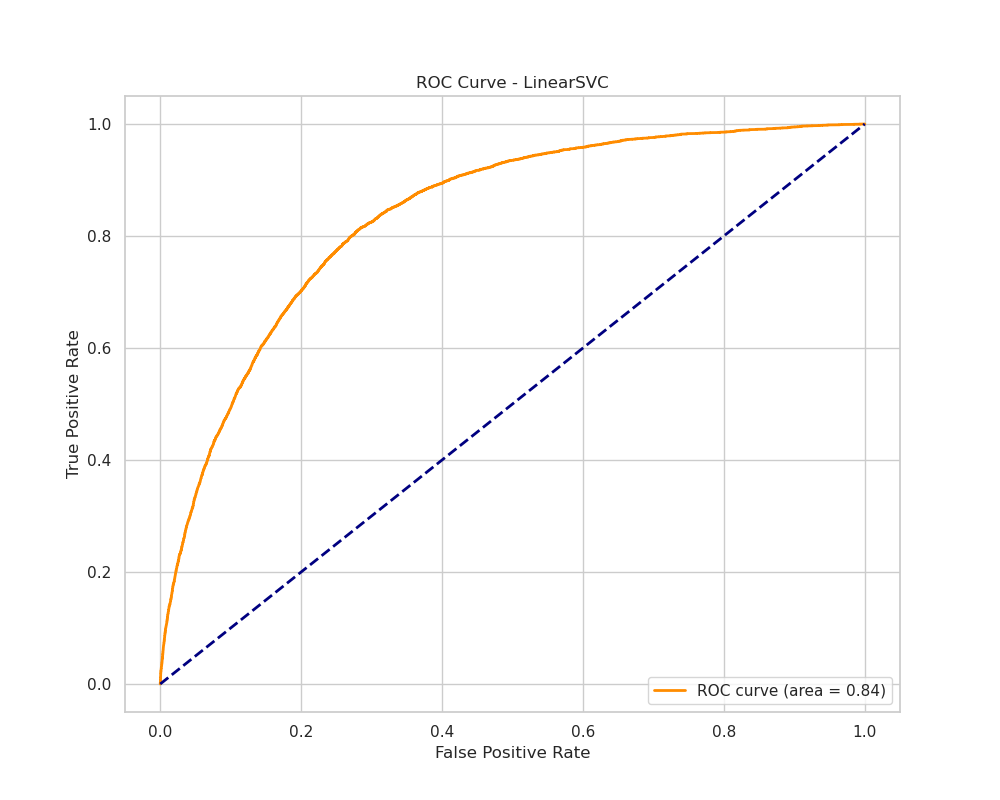 ROC Curve - LinearSVC
1.0
0.8
0.6
0.4
0.2
0.0
True Positive Rate
ROC curve (area = 0.84)
0.0 0.2 0.4 0.6 0.8 1.0
False Positive Rate